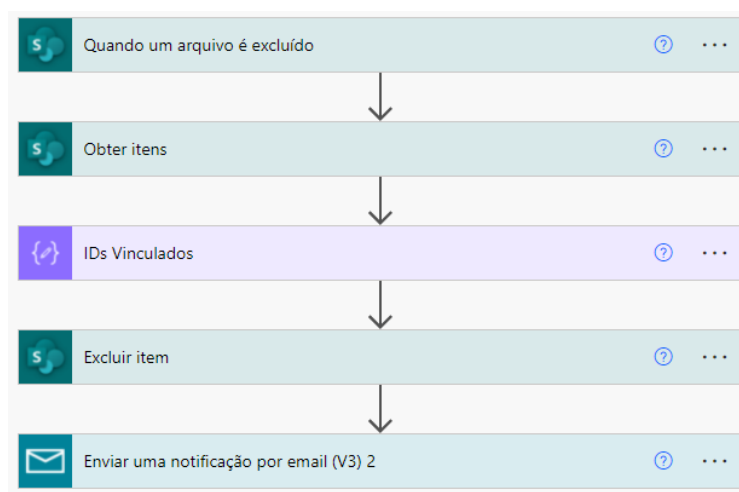 Quando um arquivo é excluído
Obter itens
IDs Vinculados
Excluir item
Enviar uma notificação por email (V3) 2